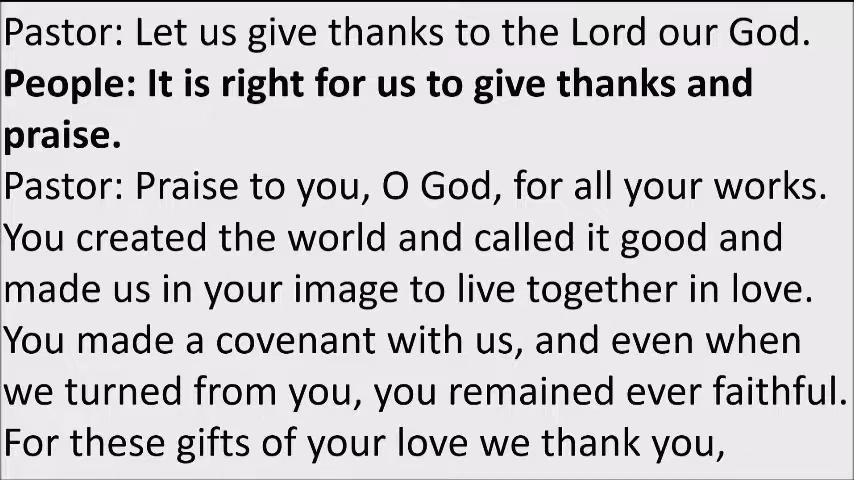 Pastor: Let us give thanks to the Lord our God.
People: It is right for us to give thanks and
praise.
Pastor: Praise to you, O God, for all your works.
You created the world and called it good and
made us in your image to live together in love.
You made a covenant with us, and even when
we turned from you, you remained ever faithful.
For these gifts of your love we thank you,